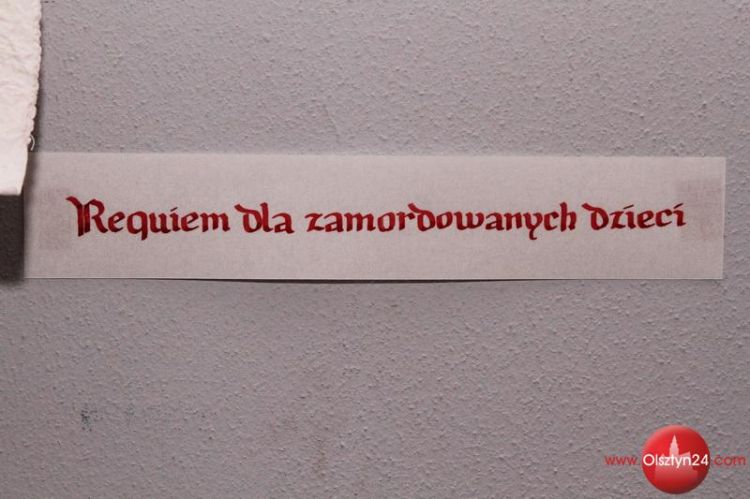 Requiem dla zamordowanych dzieci
www.Olsztyn24.com